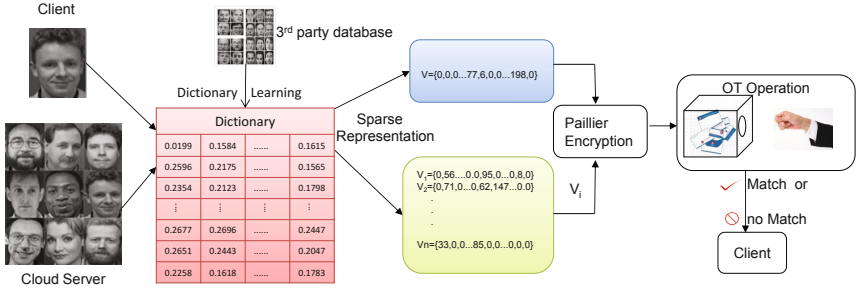 Client
3rd party database
Dictionary Learning
Dictionary
0.0199 0.1584 ...... 0.1615
0.2596 0.2175 ...... 0.1565
0.2354 0.2123 ...... 0.1798
⋮ ⋮ ⋮ ⋮
0.2677 0.2696 ...... 0.2447
0.2651 0.2443 ...... 0.2047
0.2258 0.1618 ...... 0.1783
Cloud Server
Sparse
Representation
V={0,0,0...77,6,0,0...198,0}
V1={0,56....0.0,95,0...0,8,0}
V2={0,71,0...0,62,147...0.0}
.
.
.
Vn={33,0,0...85,0,0...0,0,0}
Vi
Paillier
Encryption
OT Operation
Match or
no Match
Client